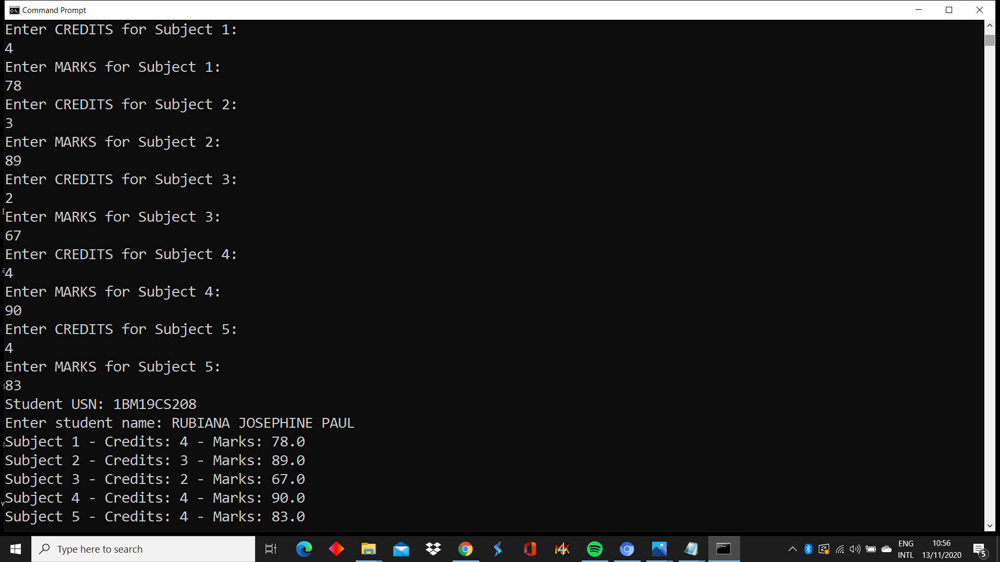 Command Prompt
Enter CREDITS for Subject 1:
4
Enter MARKS for Subject 1:
78
Enter CREDITS for Subject 2:
3
Enter MARKS for Subject 2:
89
Enter CREDITS for Subject 3:
2
Enter MARKS for Subject 3:
67
Enter CREDITS for Subject 4:
4
Enter MARKS for Subject 4:
90
Enter CREDITS for Subject 5:
4
Enter MARKS for Subject 5:
83
Student USN: 1BM19CS208
Enter student name: RUBIANA JOSEPHINE PAUL
Subject 1 - Credits: 4 - Marks: 78.0
Subject 2 - Credits: 3 - Marks: 89.0
Subject 3 - Credits: 2 - Marks: 67.0
Subject 4 - Credits: 4 - Marks: 90.0
Subject 5 - Credits: 4 - Marks: 83.0
Type here to search
ENG
INTL
10:56
13/11/2020
5